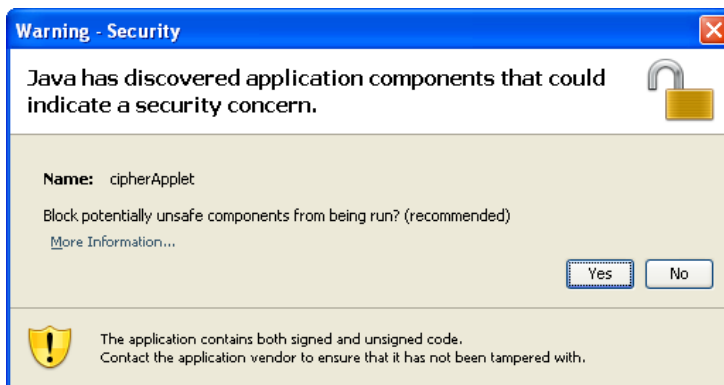 Warning - Security
Java has discovered application components that could
indicate a security concern.
Name: cipherApplet
Block potentially unsafe components from being run? (recommended)
More Information...
Yes No
The application contains both signed and unsigned code.
Contact the application vendor to ensure that it has not been tampered with.